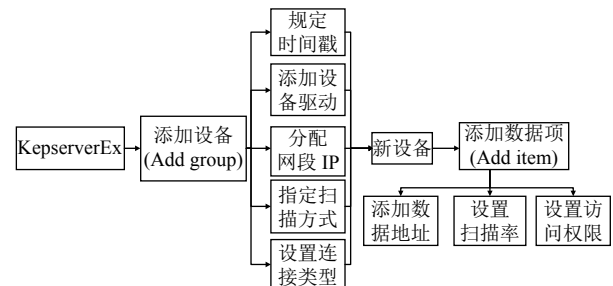 规定
时间戳
添加设
备驱动
KepserverEx
添加设备
(Add group)
分配
网段 IP
新设备
添加数据项
(Add item)
指定扫
描方式
设置连
接类型
添加数
据地址
设置
扫描率
设置访
问权限